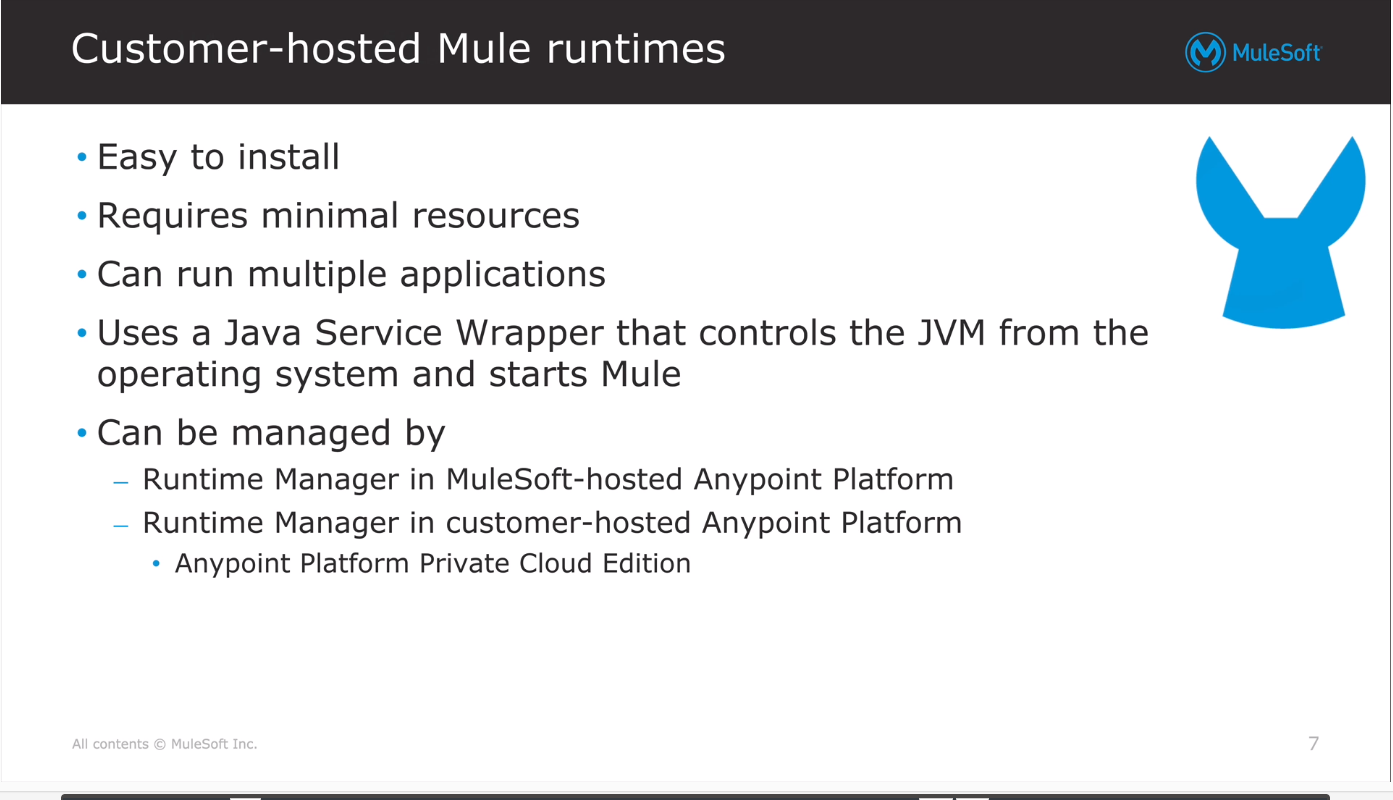 Customer-hosted Mule runtimes
MuleSoft
• Easy to install
• Requires minimal resources
• Can run multiple applications
• Uses a Java Service Wrapper that controls the JVM from the
operating system and starts Mule
• Can be managed by
– Runtime Manager in MuleSoft-hosted Anypoint Platform
– Runtime Manager in customer-hosted Anypoint Platform
• Anypoint Platform Private Cloud Edition
All contents © MuleSoft Inc.
7